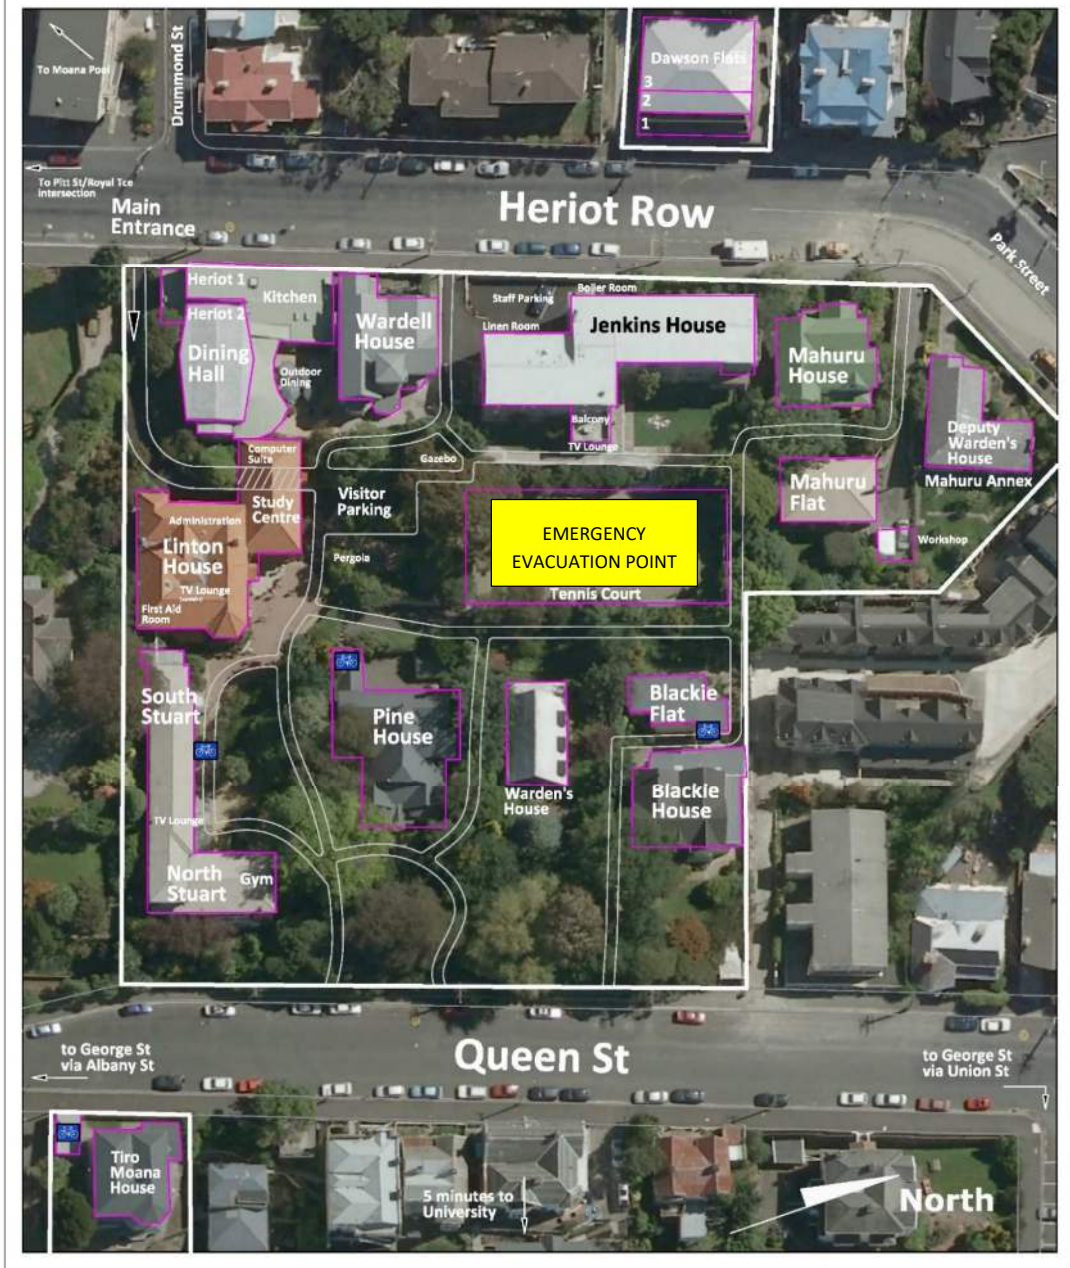 To Moana Pool
Drummond St
Dawson Flats
3
2
1
To Pitt St/Royal Tce
intersection
Main
Entrance
Heriot Row
Park Street
Heriot 1
Kitchen
Heriot 2
Dining
Hall
Outdoor
Dining
Wardell
House
Staff Parking
Boiler Room
Linen Room
Jenkins House
Balcony
TV Lounge
Mahuru
House
Deputy
Warden's
House
Mahuru Annex
Computer
Suite
Gazebo
Visitor
Parking
Study
Centre
Administration
Linton
House
TV Lounge
First Aid
Room
Pergola
EMERGENCY
EVACUATION POINT
Tennis Court
Mahuru
Flat
Workshop
South
Stuart
Pine
House
Warden's
House
Blackie
Flat
Blackie
House
TV Lounge
North
Stuart
Gym
Queen St
to George St
via Albany St
to George St
via Union St
Tiro
Moana
House
5 minutes to
University
North